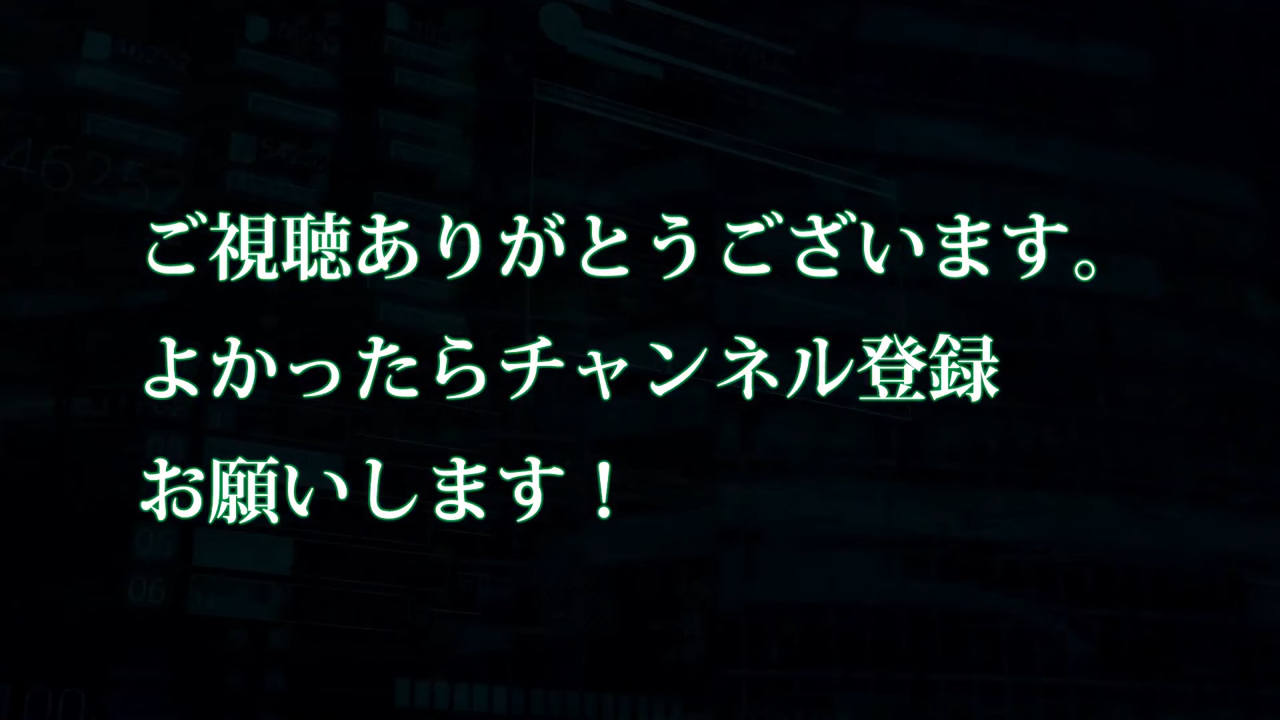 ご視聴ありがとうございます。
よかったらチャンネル登録
お願いします！
06